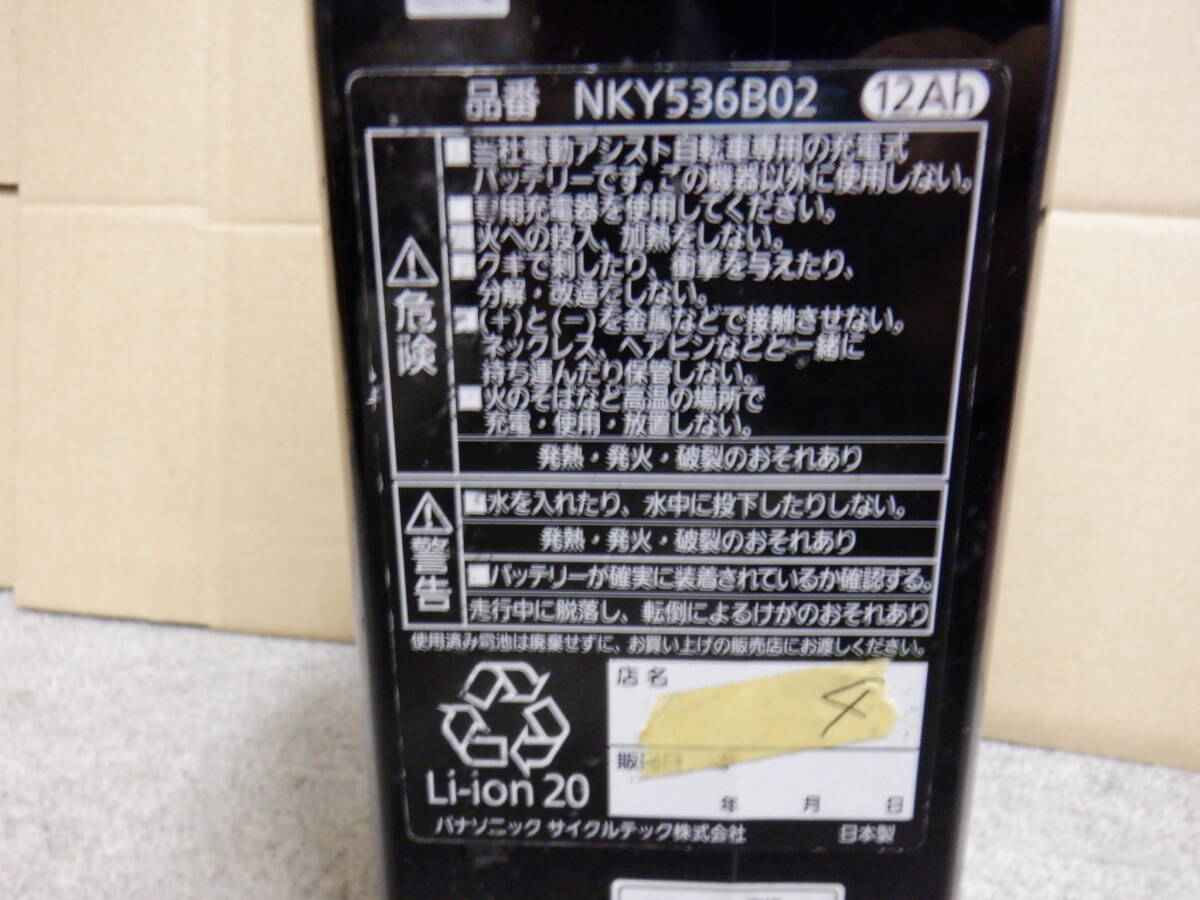 品番 NKY536B02 12Ah
当社電動アシスト自転車専用の充電式
バッテリーです。この機器以外に使用しない。
専用充電器を使用してください。
火への投入、加熱をしない。
クギで刺したり、衝撃を与えたり、
分解・改造をしない。
(+)と(-)を金属などで接触させない。
ネックレス、ヘアピンなどと一緒に
持ち運んだり保管しない。
火のそばなど高温の場所で
充電・使用・放置しない。
危険
発熱・発火・破裂のおそれあり
水を入れたり、水中に投下したりしない。
発熱・発火・破裂のおそれあり
警告
バッテリーが確実に装着されているか確認する。
走行中に脱落し、転倒によるけがのおそれあり
使用済み電池は廃棄せずに、お買い上げの販売店にお渡しください。
店名
4
販
年 月 日
Li-ion 20
パナソニック サイクルテック株式会社 日本製